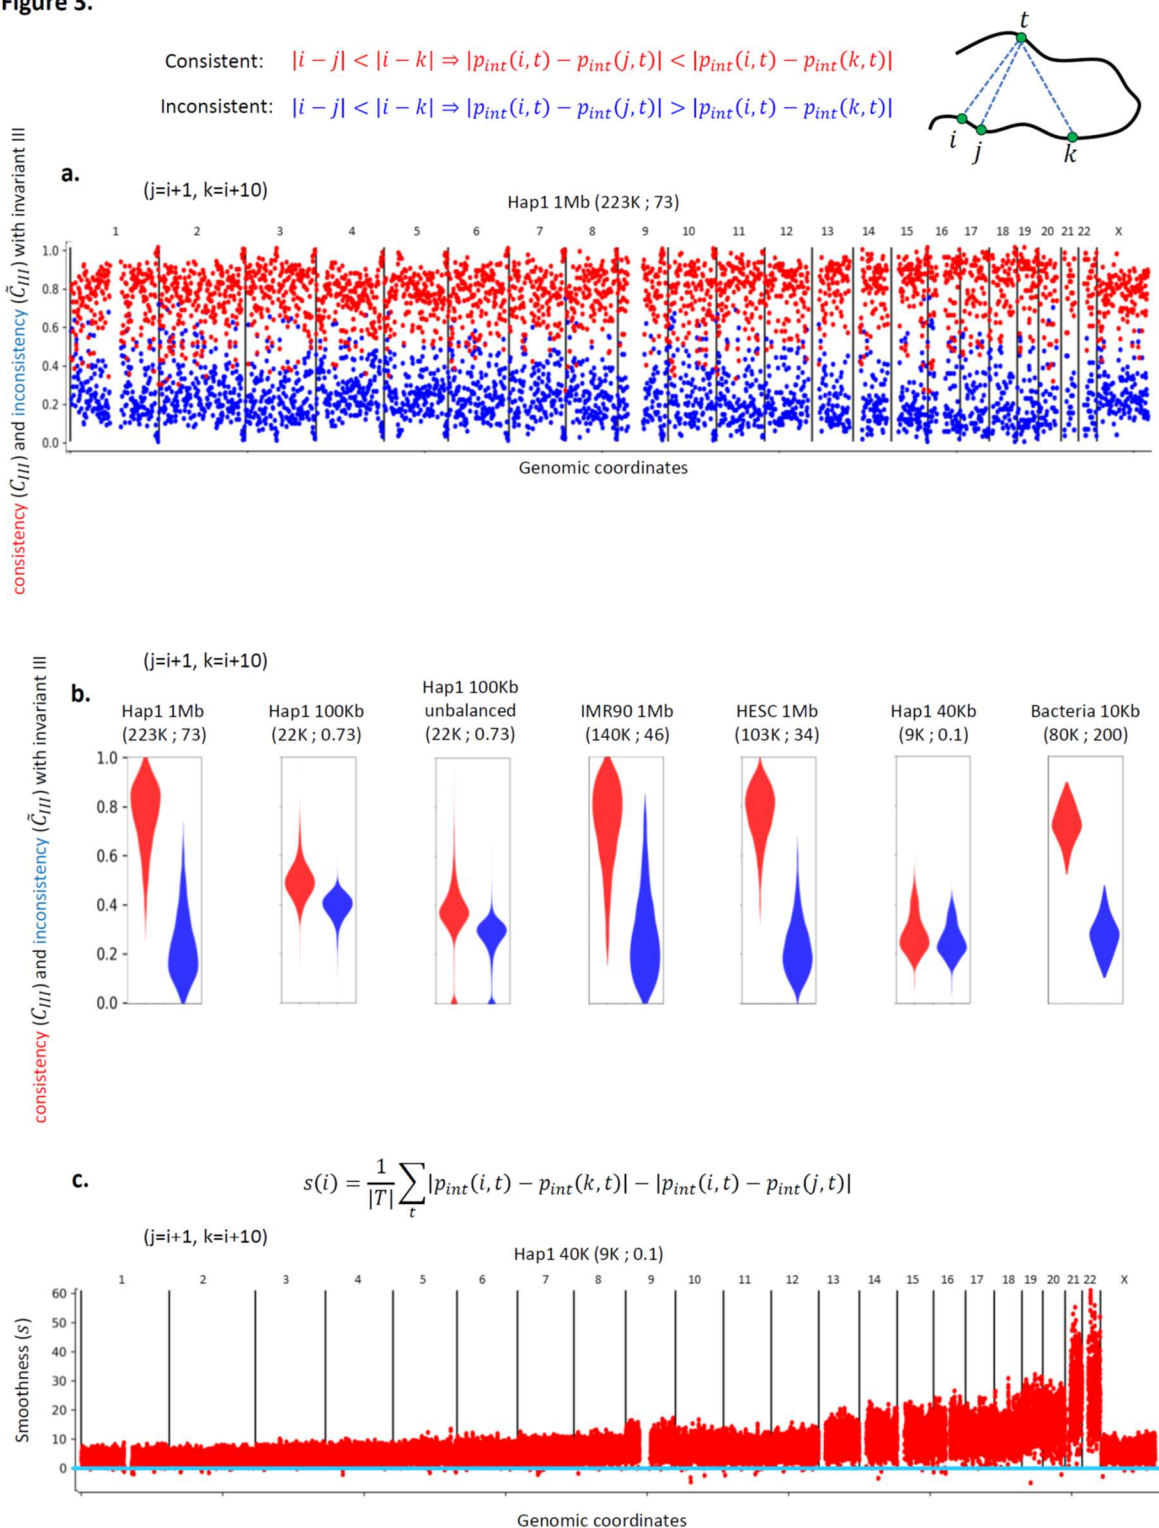 Figure 3.
Consistent: |i − j| < |i − k| ⇒ |p_int(i, t) − p_int(j, t)| < |p_int(i, t) − p_int(k, t)|
Inconsistent: |i − j| < |i − k| ⇒ |p_int(i, t) − p_int(j, t)| > |p_int(i, t) − p_int(k, t)|
t
i
j
k
consistency (C_III) and inconsistency (C̃_III) with invariant III
a.
(j=i+1, k=i+10)
Hap1 1Mb (223K ; 73)
1 2 3 4 5 6 7 8 9 10 11 12 13 14 15 16 17 18 19 20 21 22 X
1.0
0.8
0.6
0.4
0.2
0.0
Genomic coordinates
consistency (C_III) and inconsistency (C̃_III) with invariant III
(j=i+1, k=i+10)
b.
Hap1 1Mb
(223K ; 73)
Hap1 100Kb
(22K ; 0.73)
Hap1 100Kb
unbalanced
(22K ; 0.73)
IMR90 1Mb
(140K ; 46)
HESC 1Mb
(103K ; 34)
Hap1 40Kb
(9K ; 0.1)
Bacteria 10Kb
(80K ; 200)
1.0
0.8
0.6
0.4
0.2
0.0
c.
s(i) = 1/|T| ∑_t |p_int(i, t) − p_int(k, t)| − |p_int(i, t) − p_int(j, t)|
(j=i+1, k=i+10)
Hap1 40K (9K ; 0.1)
1 2 3 4 5 6 7 8 9 10 11 12 13 14 15 16 17 18 19 20 21 22 X
Smoothness (s)
60
50
40
30
20
10
0
Genomic coordinates